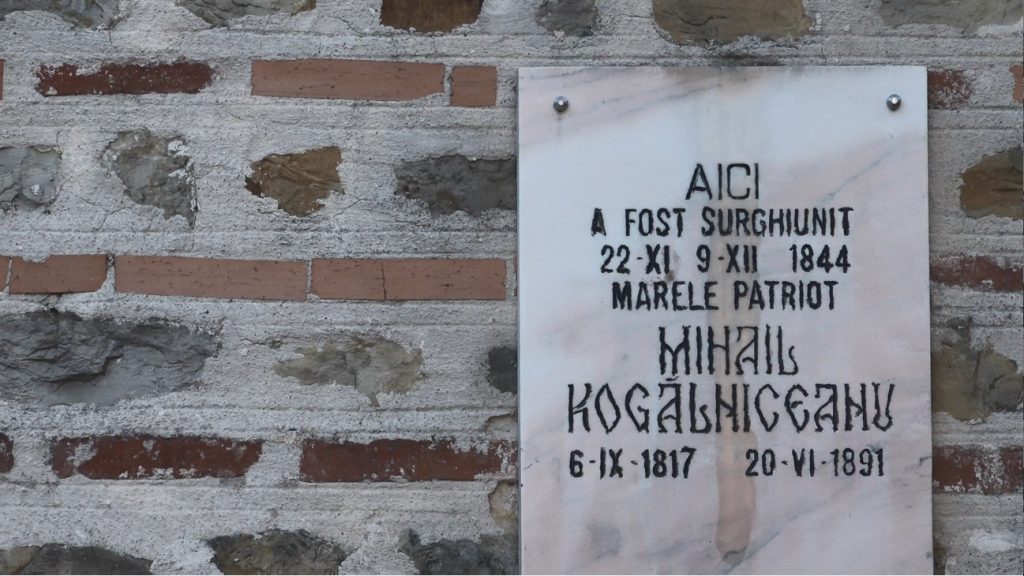 AICI
A FOST SURGHIUNIT
22-XI 9-XII 1844
MARELE PATRIOT
MIHAIL
KOGĂLNICEANU
6-IX-1817 20-VI-1891